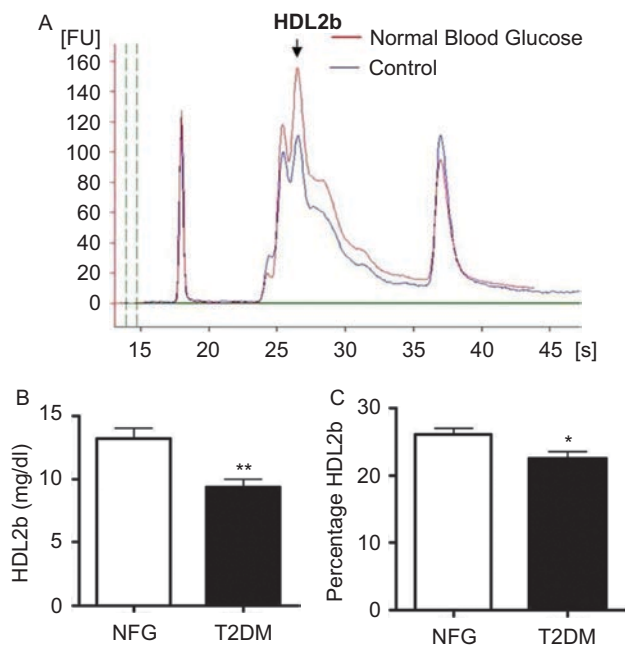 A
[FU]
HDL2b
Normal Blood Glucose
Control
160
140
120
100
80
60
40
20
0
15 20 25 30 35 40 45 [s]
B
15
10
5
0
HDL2b (mg/dl)
**
NFG T2DM
C
30
20
10
0
Percentage HDL2b
*
NFG T2DM